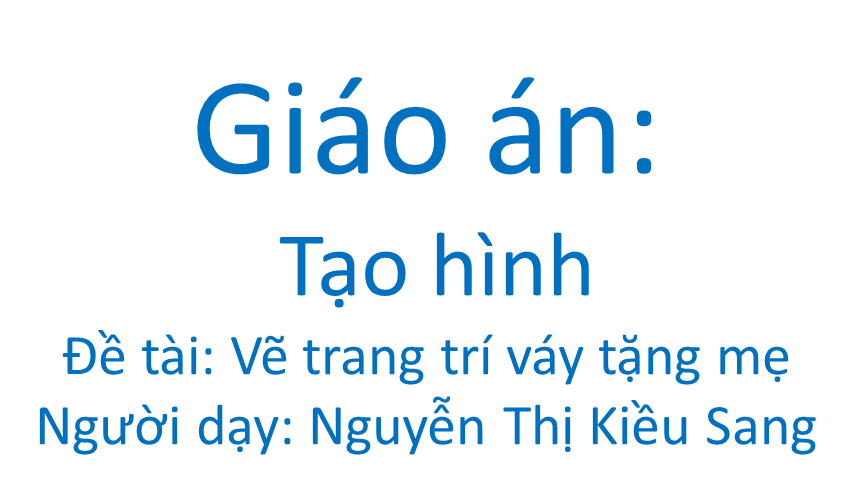 Giáo án:
Tạo hình
Đề tài: Vẽ trang trí váy tặng mẹ
Người dạy: Nguyễn Thị Kiều Sang